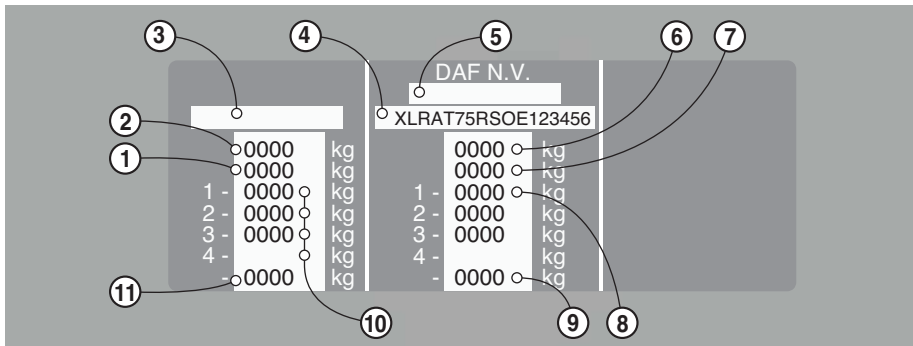 3 4 5 6 7
DAF N.V.
XLRAT75RSOE123456
2 0000 kg 0000 kg
1 0000 kg 0000 kg
1 - 0000 kg 1 - 0000 kg
2 - 0000 kg 2 - 0000 kg
3 - 0000 kg 3 - 0000 kg
4 - kg 4 - kg
- 0000 kg - 0000 kg
11 10 9 8